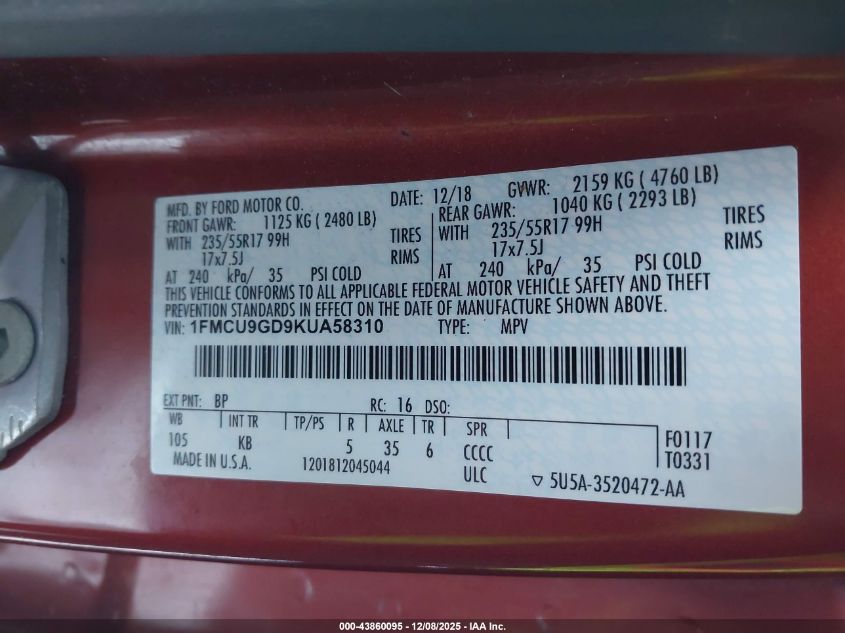 MFD. BY FORD MOTOR CO. DATE: 12/18 GVWR: 2159 KG ( 4760 LB)
FRONT GAWR: 1125 KG ( 2480 LB) REAR GAWR: 1040 KG ( 2293 LB)
WITH 235/55R17 99H TIRES WITH 235/55R17 99H TIRES
17x7.5J RIMS 17x7.5J RIMS
AT 240 kPa/ 35 PSI COLD AT 240 kPa/ 35 PSI COLD
THIS VEHICLE CONFORMS TO ALL APPLICABLE FEDERAL MOTOR VEHICLE SAFETY AND THEFT
PREVENTION STANDARDS IN EFFECT ON THE DATE OF MANUFACTURE SHOWN ABOVE.
VIN: 1FMCU9GD9KUA58310 TYPE: MPV
EXT PNT: BP RC: 16 DSO:
WB INT TR TP/PS R AXLE TR SPR
105 KB 5 35 6 CCCC F0117
MADE IN U.S.A. 1201812045044 ULC T0331
▽ 5U5A-3520472-AA
000-43860095 - 12/08/2025 - IAA Inc.